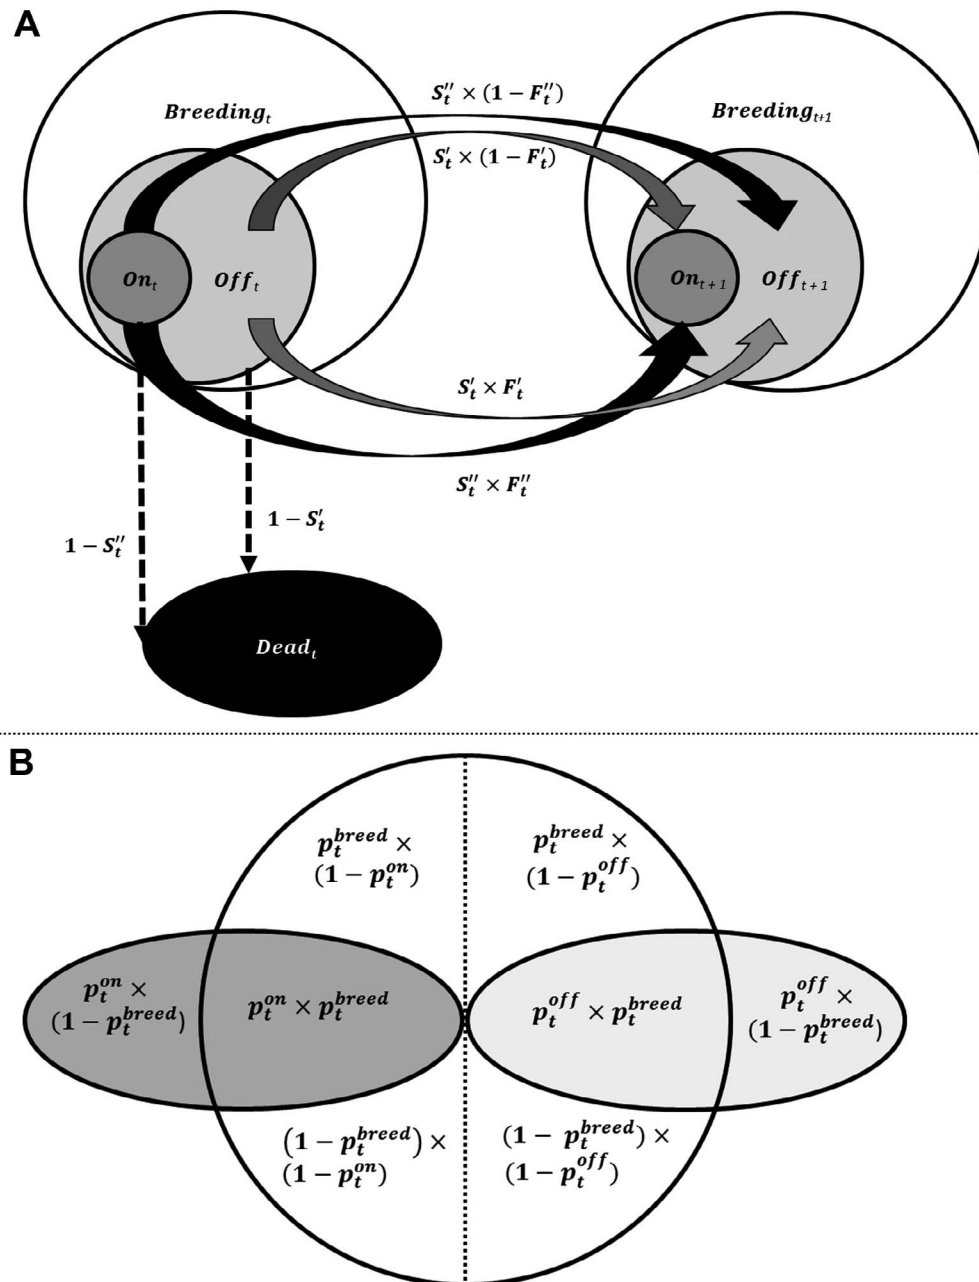 A
Breeding_t
S''_t × (1 − F''_t)
S'_t × (1 − F'_t)
Breeding_{t+1}
On_t
Off_t
On_{t+1}
Off_{t+1}
S'_t × F'_t
S''_t × F''_t
1 − S'_t
1 − S''_t
Dead_t
B
p_t^{breed} ×
(1 − p_t^{on})
p_t^{breed} ×
(1 − p_t^{off})
p_t^{on} ×
(1 − p_t^{breed})
p_t^{on} × p_t^{breed}
p_t^{off} × p_t^{breed}
p_t^{off} ×
(1 − p_t^{breed})
(1 − p_t^{breed}) ×
(1 − p_t^{on})
(1 − p_t^{breed}) ×
(1 − p_t^{off})